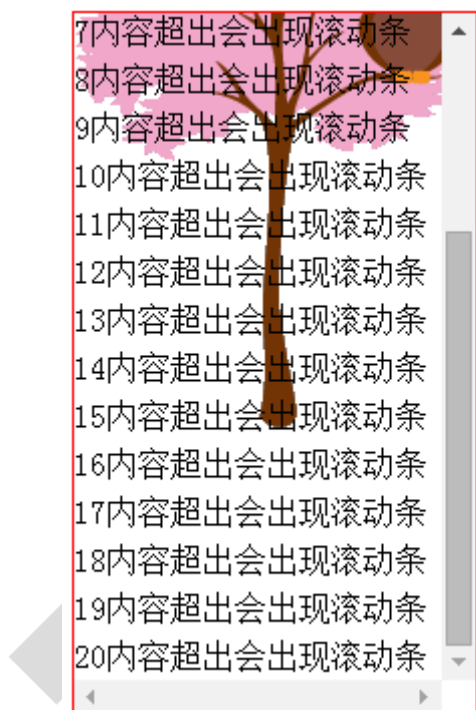 7内容超出会出现滚动条
8内容超出会出现滚动条
9内容超出会出现滚动条
10内容超出会出现滚动条
11内容超出会出现滚动条
12内容超出会出现滚动条
13内容超出会出现滚动条
14内容超出会出现滚动条
15内容超出会出现滚动条
16内容超出会出现滚动条
17内容超出会出现滚动条
18内容超出会出现滚动条
19内容超出会出现滚动条
20内容超出会出现滚动条